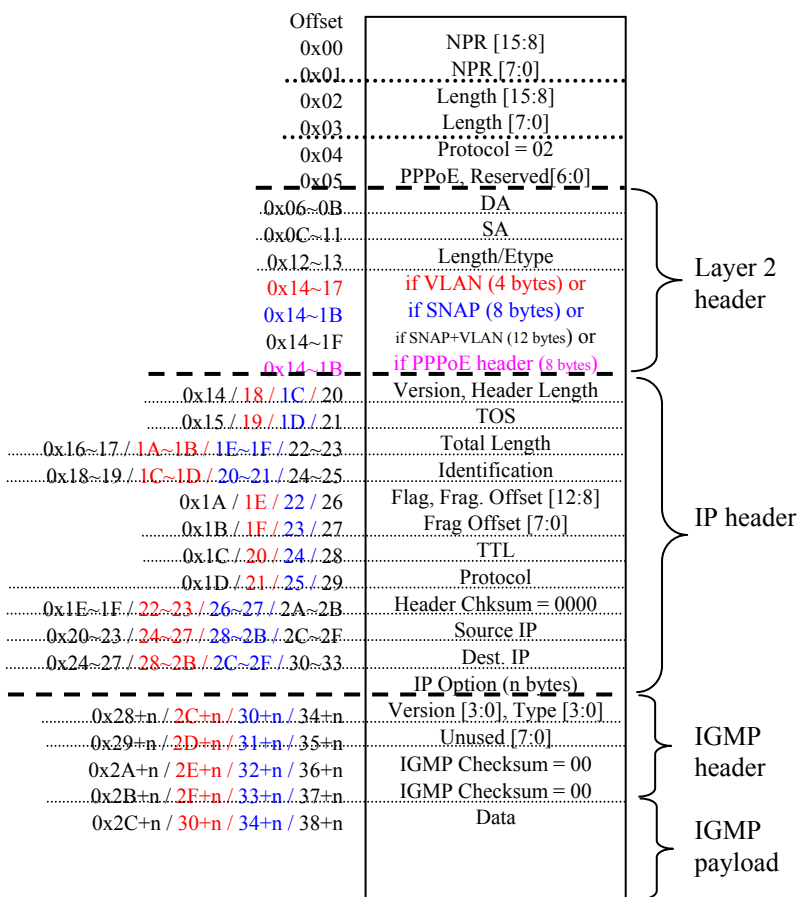 Offset
0x00 NPR [15:8]
0x01 NPR [7:0]
0x02 Length [15:8]
0x03 Length [7:0]
0x04 Protocol = 02
0x05 PPPoE, Reserved[6:0]
0x06~0B DA
0x0C~11 SA
0x12~13 Length/Etype
0x14~17 if VLAN (4 bytes) or
0x14~1B if SNAP (8 bytes) or
0x14~1F if SNAP+VLAN (12 bytes) or
0x14~1B if PPPoE header (8 bytes)
Layer 2
header
0x14 / 18 / 1C / 20 Version, Header Length
0x15 / 19 / 1D / 21 TOS
0x16~17 / 1A~1B / 1E~1F / 22~23 Total Length
0x18~19 / 1C~1D / 20~21 / 24~25 Identification
0x1A / 1E / 22 / 26 Flag, Frag. Offset [12:8]
0x1B / 1F / 23 / 27 Frag Offset [7:0]
0x1C / 20 / 24 / 28 TTL
0x1D / 21 / 25 / 29 Protocol
0x1E~1F / 22~23 / 26~27 / 2A~2B Header Chksum = 0000
0x20~23 / 24~27 / 28~2B / 2C~2F Source IP
0x24~27 / 28~2B / 2C~2F / 30~33 Dest. IP
IP Option (n bytes)
IP header
0x28+n / 2C+n / 30+n / 34+n Version [3:0], Type [3:0]
0x29+n / 2D+n / 31+n / 35+n Unused [7:0]
0x2A+n / 2E+n / 32+n / 36+n IGMP Checksum = 00
0x2B+n / 2F+n / 33+n / 37+n IGMP Checksum = 00
IGMP
header
0x2C+n / 30+n / 34+n / 38+n Data
IGMP
payload